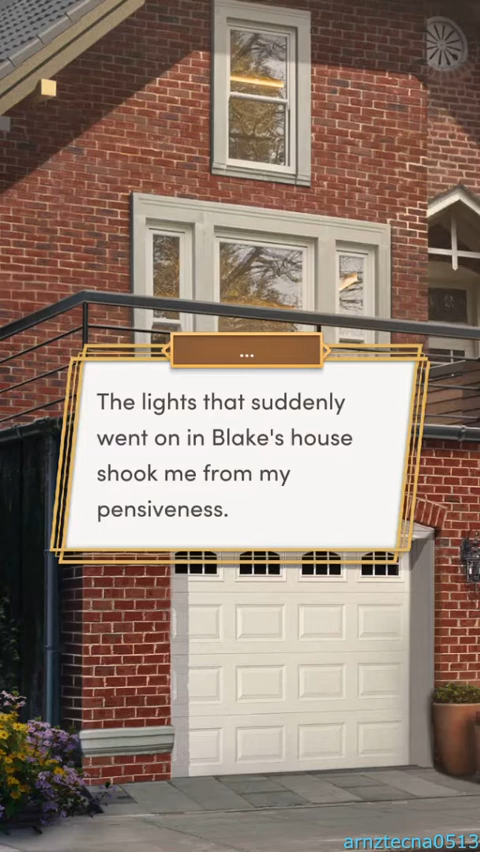 ...
The lights that suddenly
went on in Blake's house
shook me from my
pensiveness.
arnztecna0513